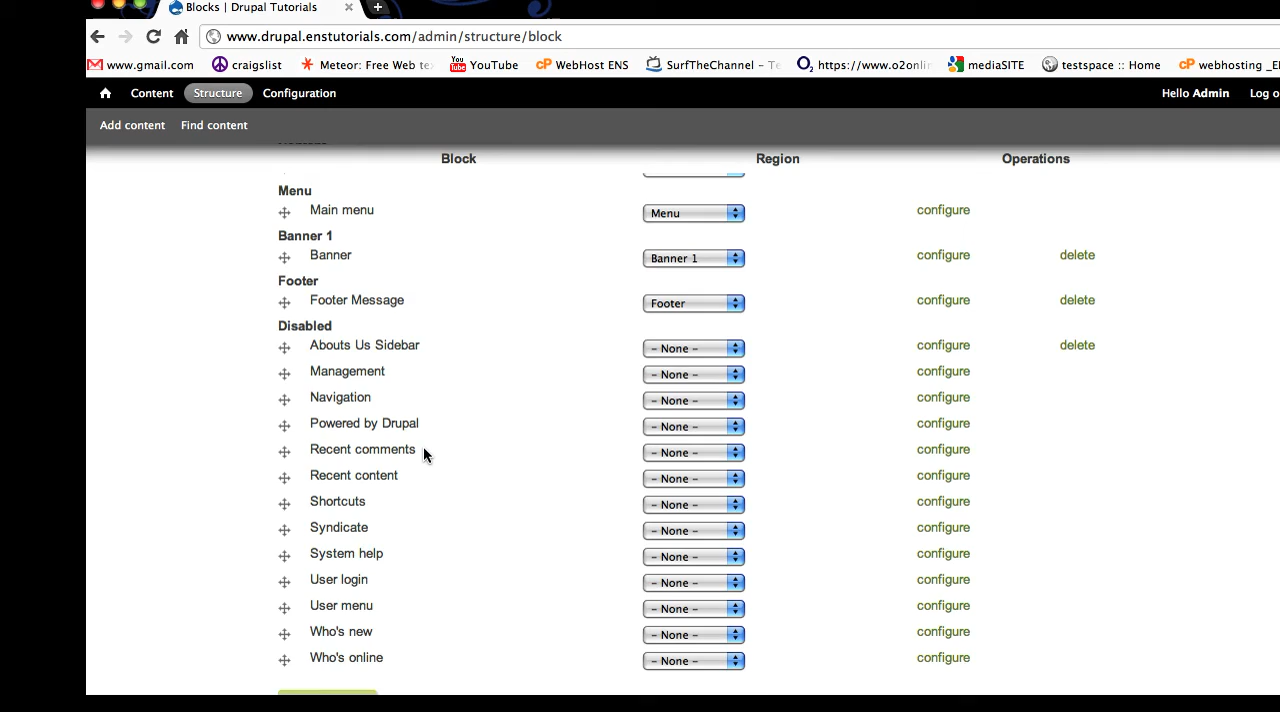 Blocks | Drupal Tutorials
www.drupal.enstutorials.com/admin/structure/block
www.gmail.com craigslist Meteor: Free Web te YouTube WebHost ENS SurfTheChannel – Te https://www.o2onlin mediaSITE testspace :: Home webhosting _E
Content Structure Configuration Hello Admin Log o
Add content Find content
Block Region Operations
Menu
Main menu Menu configure
Banner 1
Banner Banner 1 configure delete
Footer
Footer Message Footer configure delete
Disabled
Abouts Us Sidebar – None – configure delete
Management – None – configure
Navigation – None – configure
Powered by Drupal – None – configure
Recent comments – None – configure
Recent content – None – configure
Shortcuts – None – configure
Syndicate – None – configure
System help – None – configure
User login – None – configure
User menu – None – configure
Who's new – None – configure
Who's online – None – configure